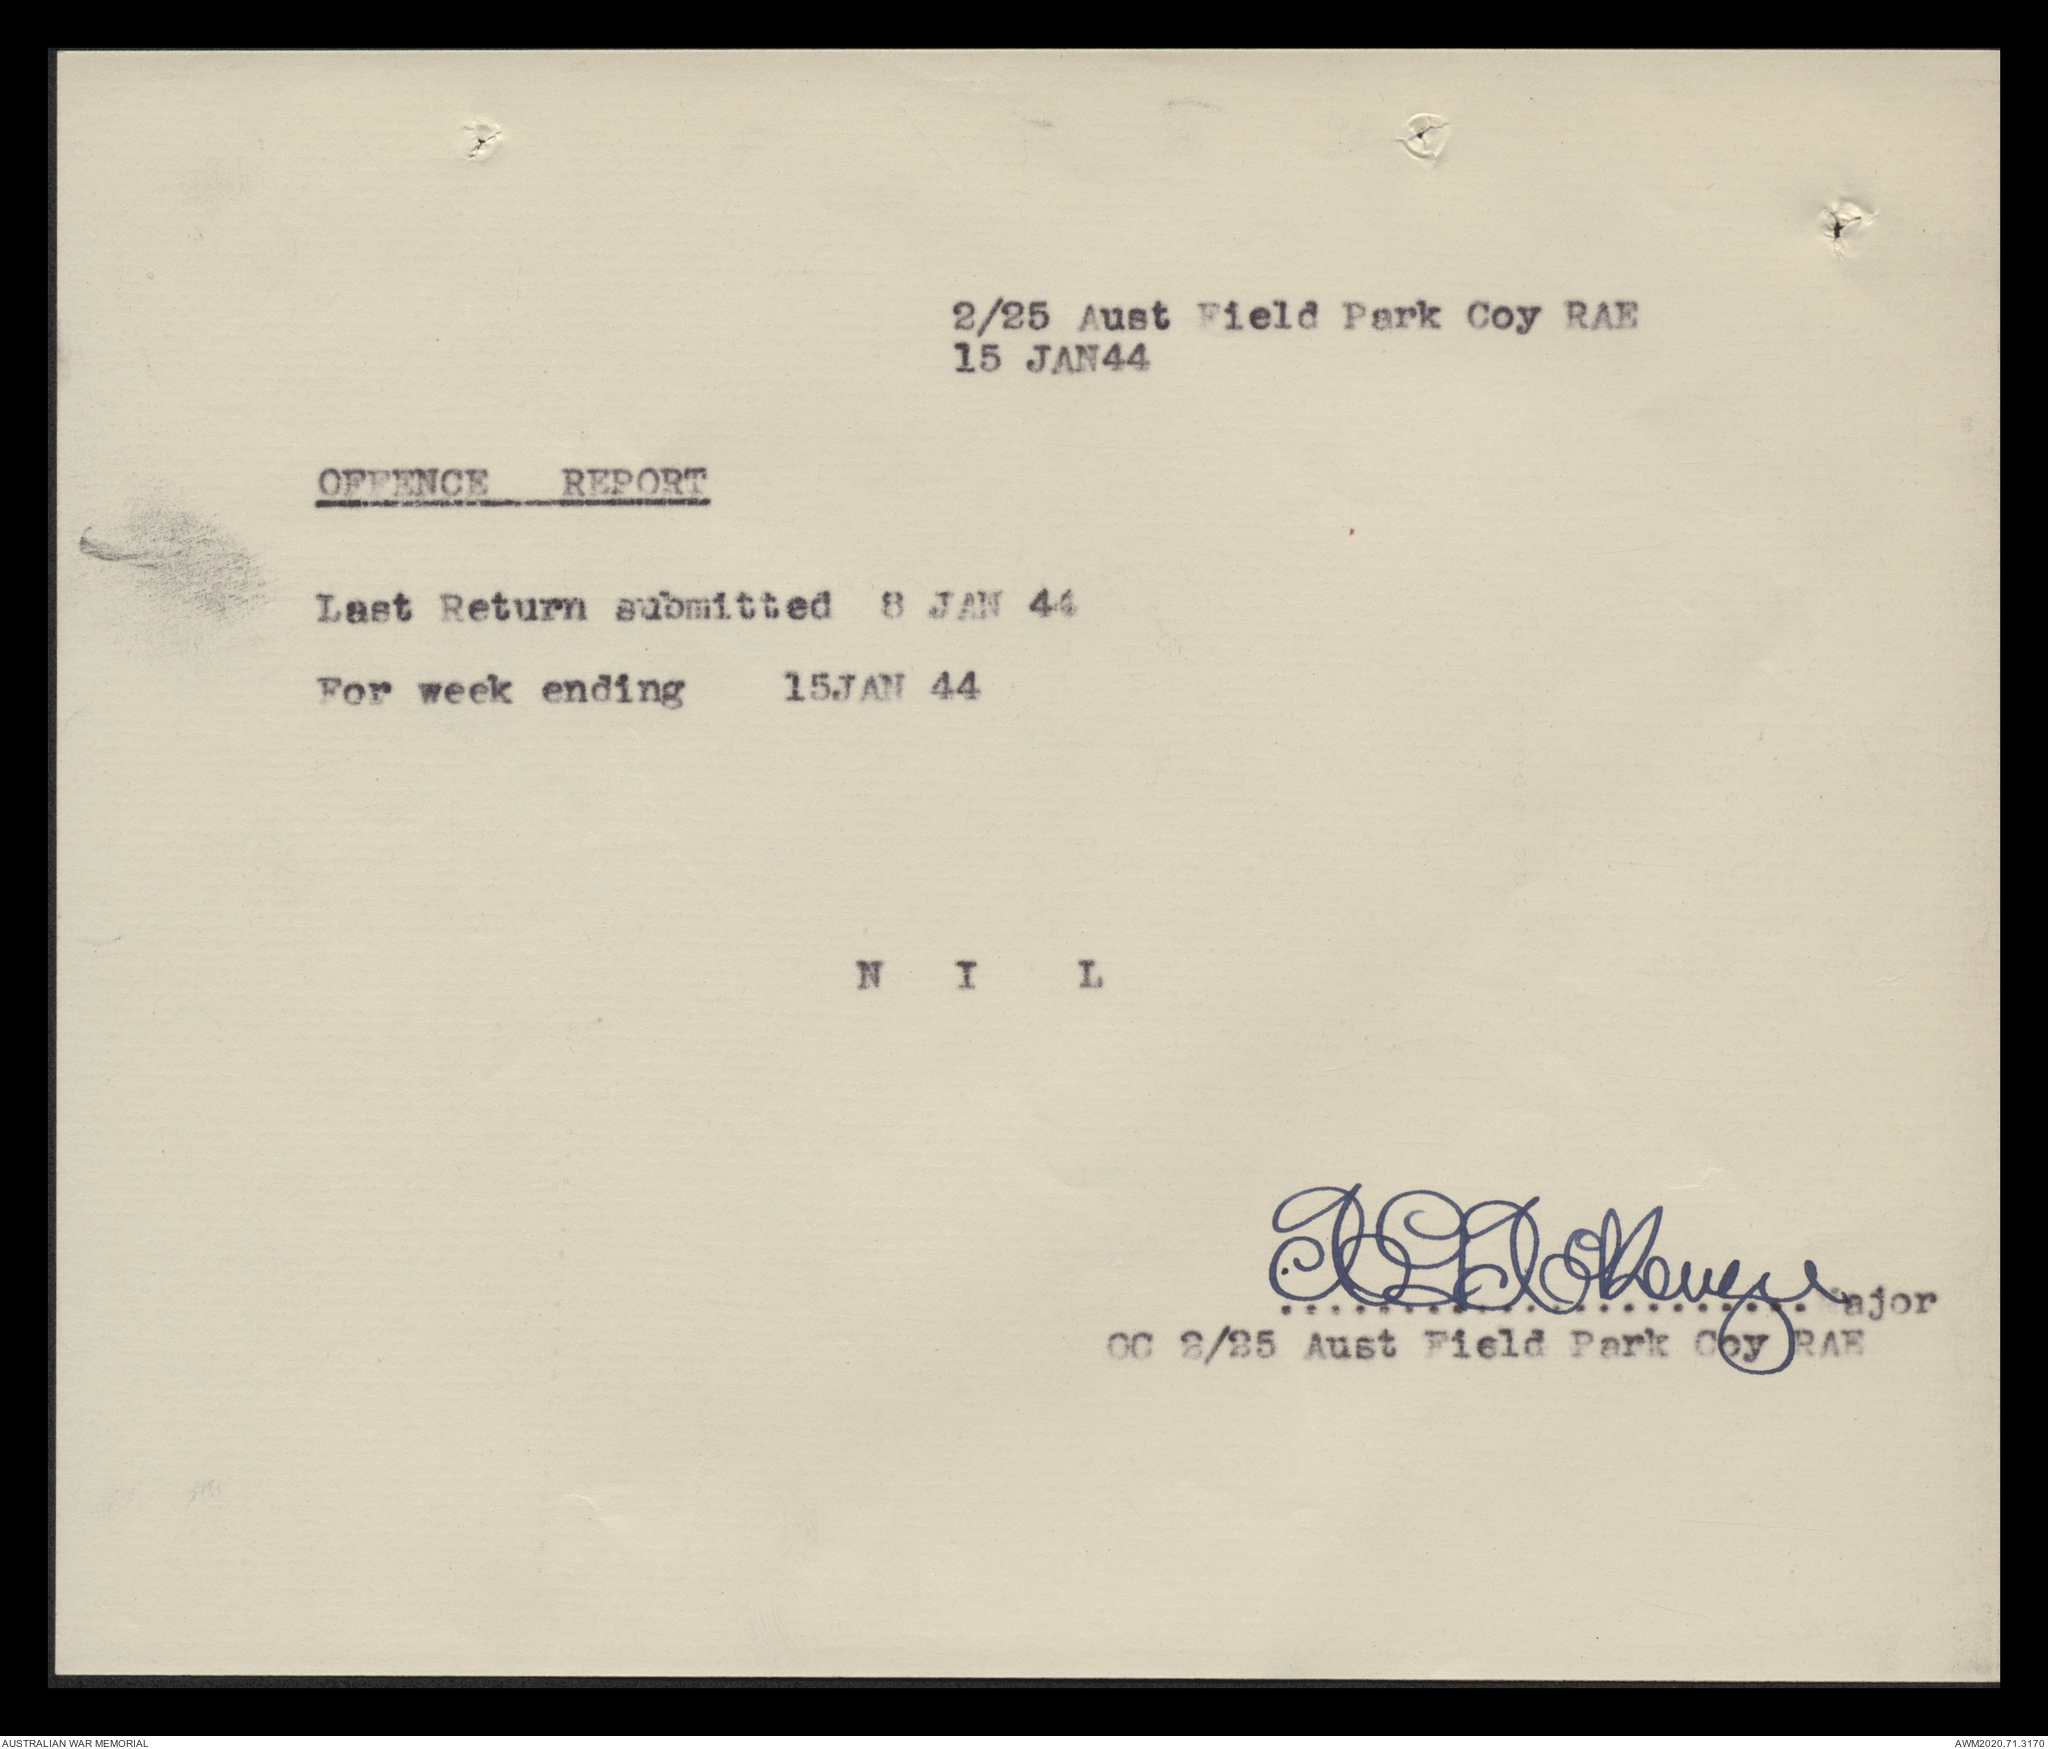 2/25 Aust Field Park Coy RAE
15 JAN44
OFFENCE REPORT
Last Return submitted 8 JAN 44
For week ending 15JAN 44
N I L
......................Major
OC 2/25 Aust Field Park Coy RAE
AUSTRALIAN WAR MEMORIAL
AWM2020.71.3170